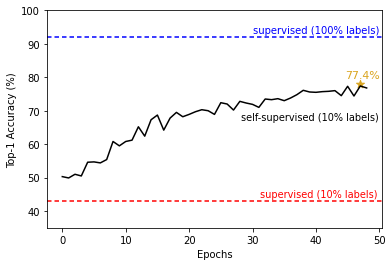 100
supervised (100% labels)
90
80
77.4%
70
self-supervised (10% labels)
60
50
supervised (10% labels)
40
Top-1 Accuracy (%)
0 10 20 30 40 50
Epochs